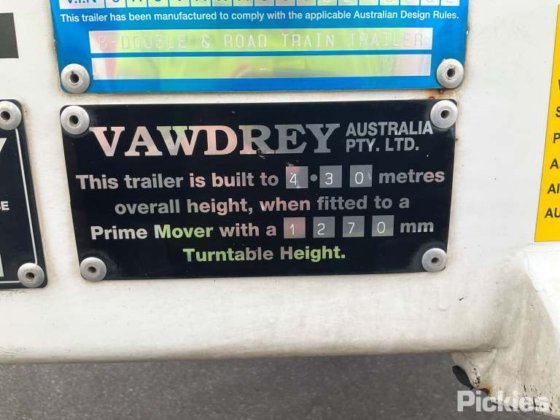 V.I.N
This trailer has been manufactured to comply with the applicable Australian Design Rules.
B-DOUBLE & ROAD TRAIN TRAILER
VAWDREY AUSTRALIA PTY. LTD.
This trailer is built to 4.30 metres
overall height, when fitted to a
Prime Mover with a 1270 mm
Turntable Height.
Pickles